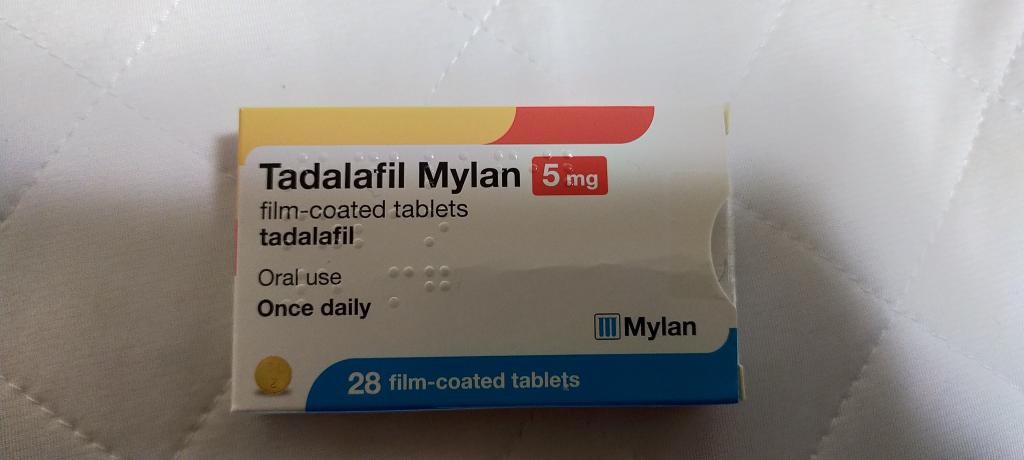 Tadalafil Mylan 5 mg
film-coated tablets
tadalafil
Oral use
Once daily
Mylan
28 film-coated tablets